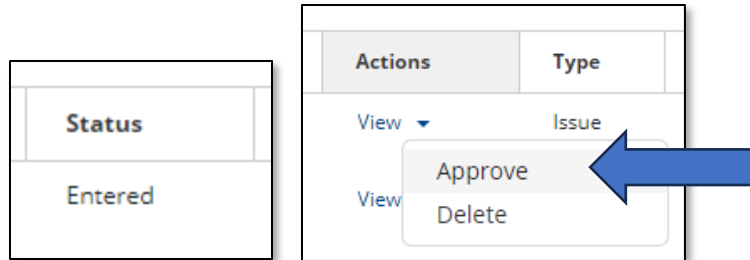 Status
Entered
Actions Type
View Issue
Approve
View
Delete